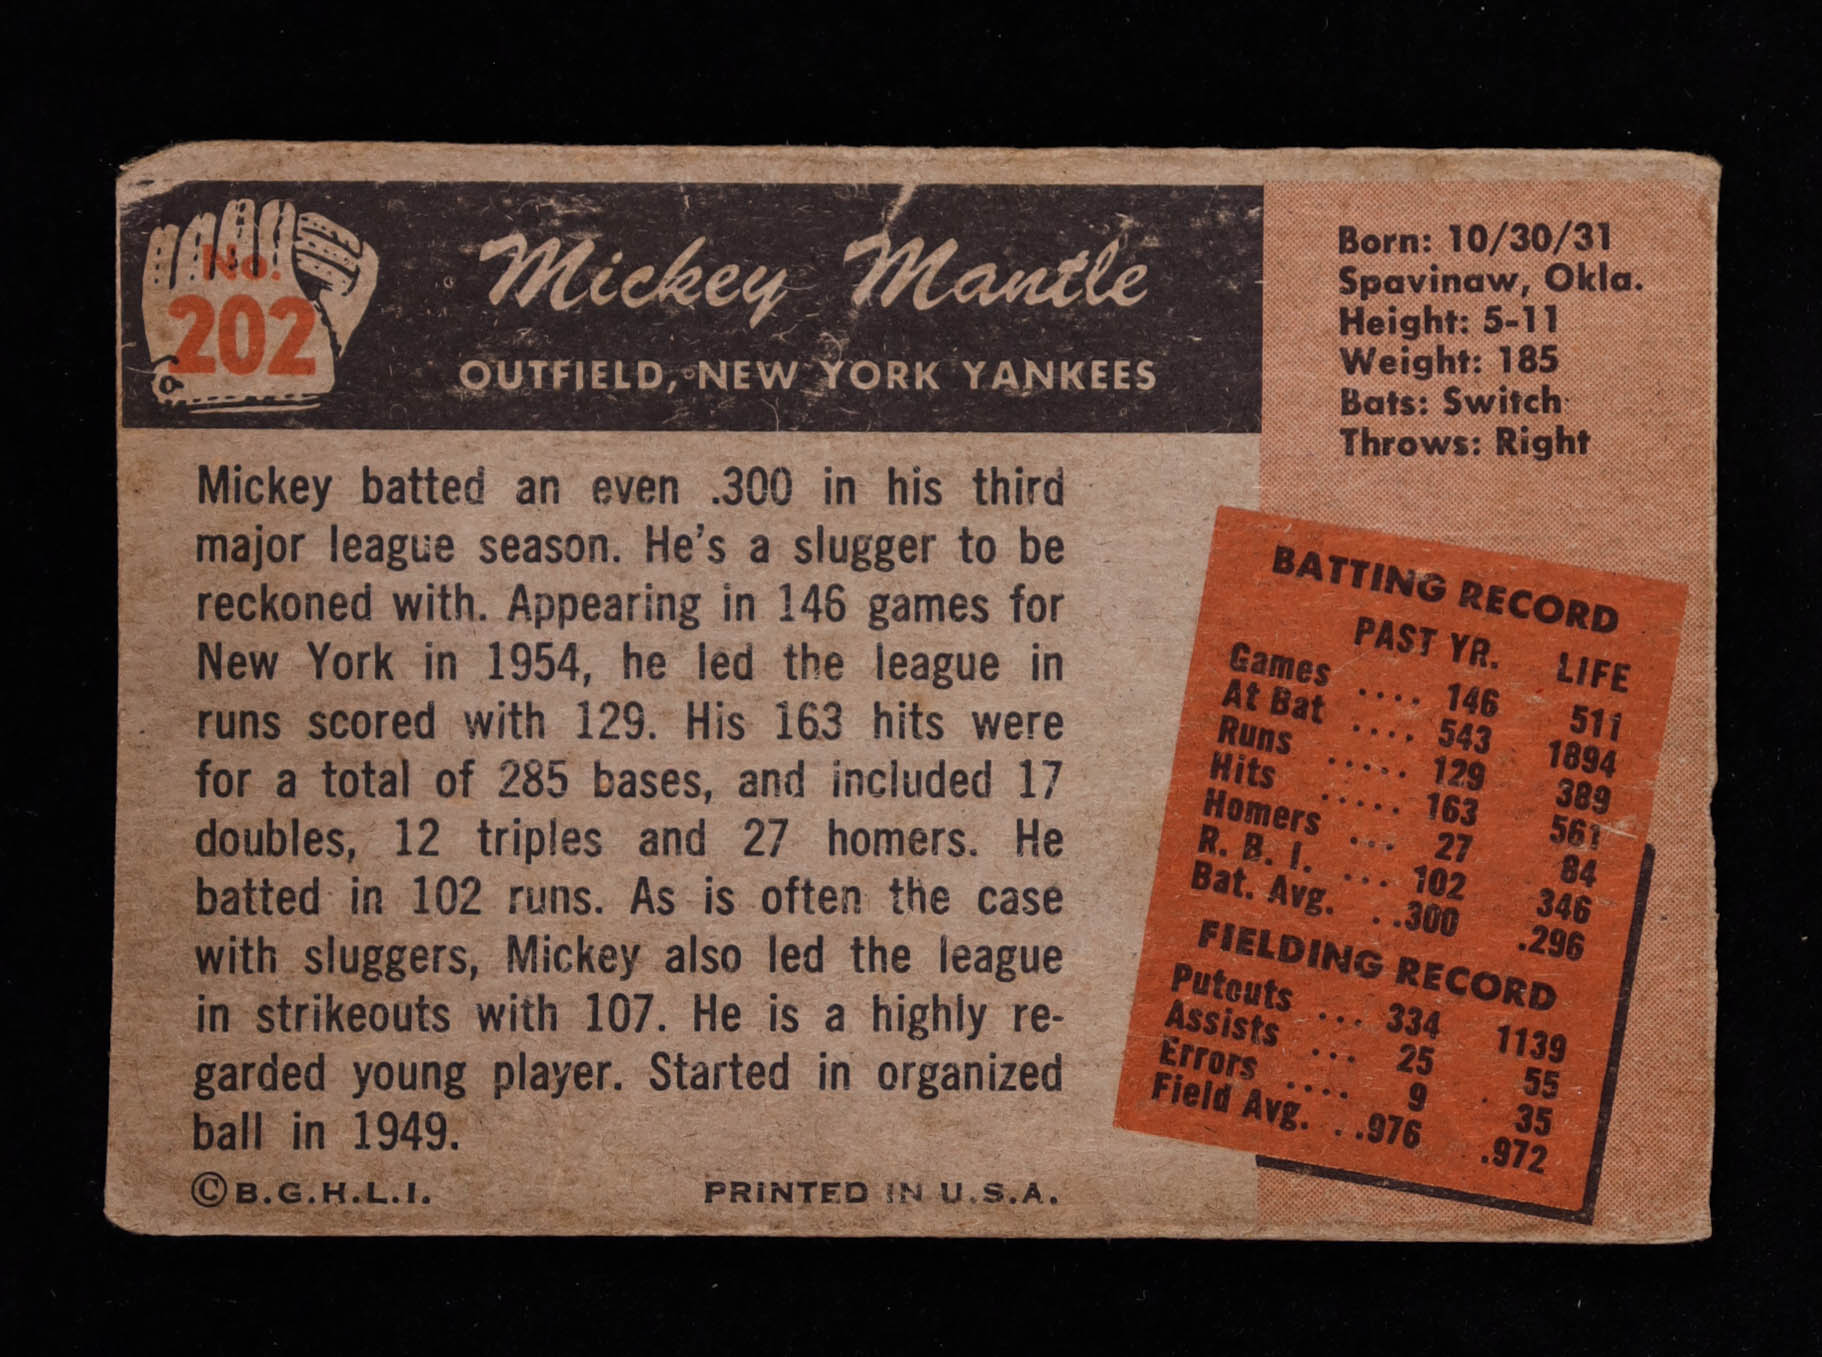 No.
202
Mickey Mantle
OUTFIELD, NEW YORK YANKEES
Born: 10/30/31
Spavinaw, Okla.
Height: 5-11
Weight: 185
Bats: Switch
Throws: Right
Mickey batted an even .300 in his third
major league season. He's a slugger to be
reckoned with. Appearing in 146 games for
New York in 1954, he led the league in
runs scored with 129. His 163 hits were
for a total of 285 bases, and included 17
doubles, 12 triples and 27 homers. He
batted in 102 runs. As is often the case
with sluggers, Mickey also led the league
in strikeouts with 107. He is a highly re-
garded young player. Started in organized
ball in 1949.
©B.G.H.L.I. PRINTED IN U.S.A.
BATTING RECORD
PAST YR. LIFE
Games .... 146 511
At Bat .... 543 1894
Runs ..... 129 389
Hits ..... 163 561
Homers ... 27 84
R. B. I. ... 102 346
Bat. Avg. . .300 .296
FIELDING RECORD
Putouts ... 334 1139
Assists ... 25 55
Errors .... 9 35
Field Avg. . .976 .972